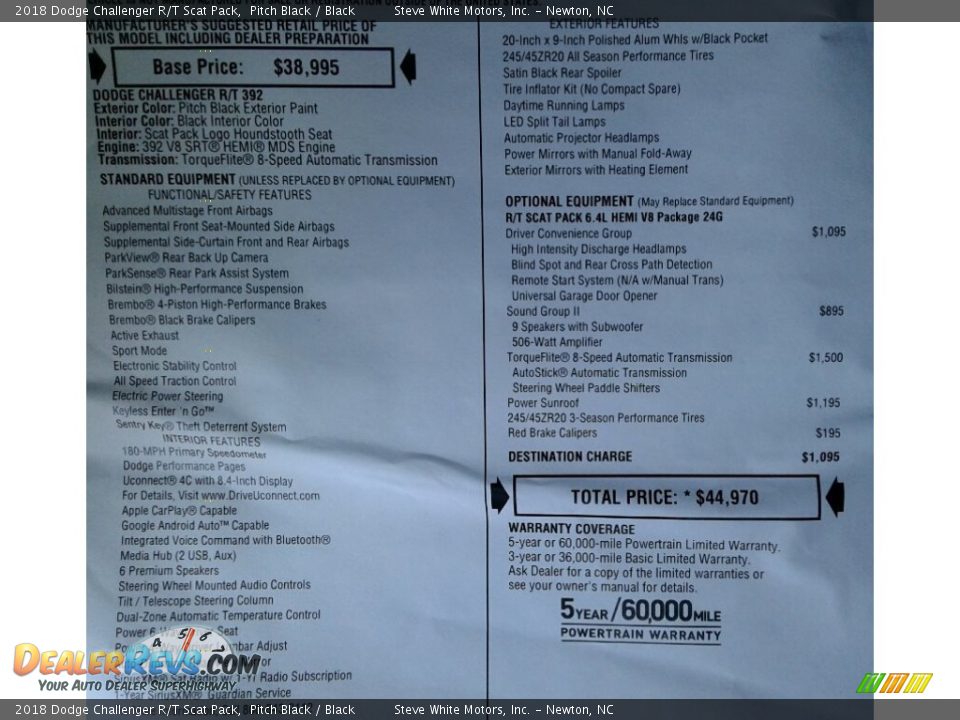 2018 Dodge Challenger R/T Scat Pack, Pitch Black / Black Steve White Motors, Inc. – Newton, NC
MANUFACTURER'S SUGGESTED RETAIL PRICE OF
THIS MODEL INCLUDING DEALER PREPARATION
Base Price: $38,995
DODGE CHALLENGER R/T 392
Exterior Color: Pitch Black Exterior Paint
Interior Color: Black Interior Color
Interior: Scat Pack Logo Houndstooth Seat
Engine: 392 V8 SRT® HEMI® MDS Engine
Transmission: TorqueFlite® 8-Speed Automatic Transmission
STANDARD EQUIPMENT (UNLESS REPLACED BY OPTIONAL EQUIPMENT)
FUNCTIONAL/SAFETY FEATURES
Advanced Multistage Front Airbags
Supplemental Front Seat-Mounted Side Airbags
Supplemental Side-Curtain Front and Rear Airbags
ParkView® Rear Back Up Camera
ParkSense® Rear Park Assist System
Bilstein® High-Performance Suspension
Brembo® 4-Piston High-Performance Brakes
Brembo® Black Brake Calipers
Active Exhaust
Sport Mode
Electronic Stability Control
All Speed Traction Control
Electric Power Steering
Keyless Enter 'n Go™
Sentry Key® Theft Deterrent System
INTERIOR FEATURES
180-MPH Primary Speedometer
Dodge Performance Pages
Uconnect® 4C with 8.4-Inch Display
For Details, Visit www.DriveUconnect.com
Apple CarPlay® Capable
Google Android Auto™ Capable
Integrated Voice Command with Bluetooth®
Media Hub (2 USB, Aux)
6 Premium Speakers
Steering Wheel Mounted Audio Controls
Tilt / Telescope Steering Column
Dual-Zone Automatic Temperature Control
Power 6 Seat
Adjust
SiriusXM® Sat Radio w/ 1-Yr Radio Subscription
1-Year SiriusXM® Guardian Service
EXTERIOR FEATURES
20-Inch x 9-Inch Polished Alum Whls w/Black Pocket
245/45ZR20 All Season Performance Tires
Satin Black Rear Spoiler
Tire Inflator Kit (No Compact Spare)
Daytime Running Lamps
LED Split Tail Lamps
Automatic Projector Headlamps
Power Mirrors with Manual Fold-Away
Exterior Mirrors with Heating Element
OPTIONAL EQUIPMENT (May Replace Standard Equipment)
R/T SCAT PACK 6.4L HEMI V8 Package 24G
Driver Convenience Group $1,095
High Intensity Discharge Headlamps
Blind Spot and Rear Cross Path Detection
Remote Start System (N/A w/Manual Trans)
Universal Garage Door Opener
Sound Group II $895
9 Speakers with Subwoofer
506-Watt Amplifier
TorqueFlite® 8-Speed Automatic Transmission $1,500
AutoStick® Automatic Transmission
Steering Wheel Paddle Shifters
Power Sunroof $1,195
245/45ZR20 3-Season Performance Tires
Red Brake Calipers $195
DESTINATION CHARGE $1,095
TOTAL PRICE: * $44,970
WARRANTY COVERAGE
5-year or 60,000-mile Powertrain Limited Warranty.
3-year or 36,000-mile Basic Limited Warranty.
Ask Dealer for a copy of the limited warranties or
see your owner's manual for details.
5 YEAR / 60,000 MILE
POWERTRAIN WARRANTY
4 5 6
DEALERREVS.COM
YOUR AUTO DEALER SUPERHIGHWAY
2018 Dodge Challenger R/T Scat Pack, Pitch Black / Black Steve White Motors, Inc. – Newton, NC